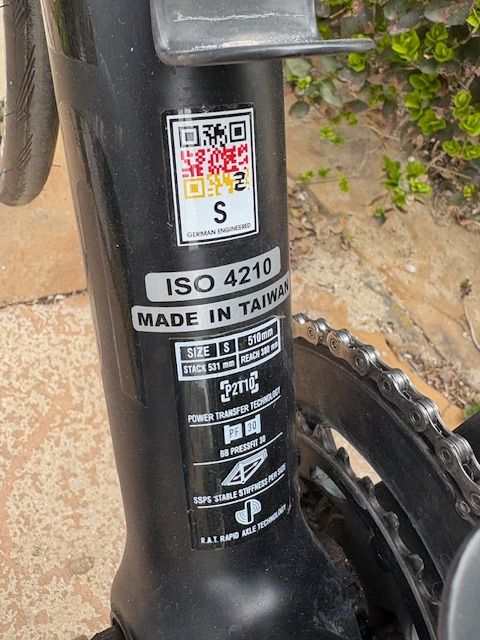 S
GERMAN ENGINEERED
ISO 4210
MADE IN TAIWAN
SIZE S 510mm
STACK 531 mm REACH 380 mm
P2T10
POWER TRANSFER TECHNOLOGY
PF 30
BB PRESSFIT 30
SSPS STABLE STIFFNESS PER SIZE
R.A.T. RAPID AXLE TECHNOLOGY